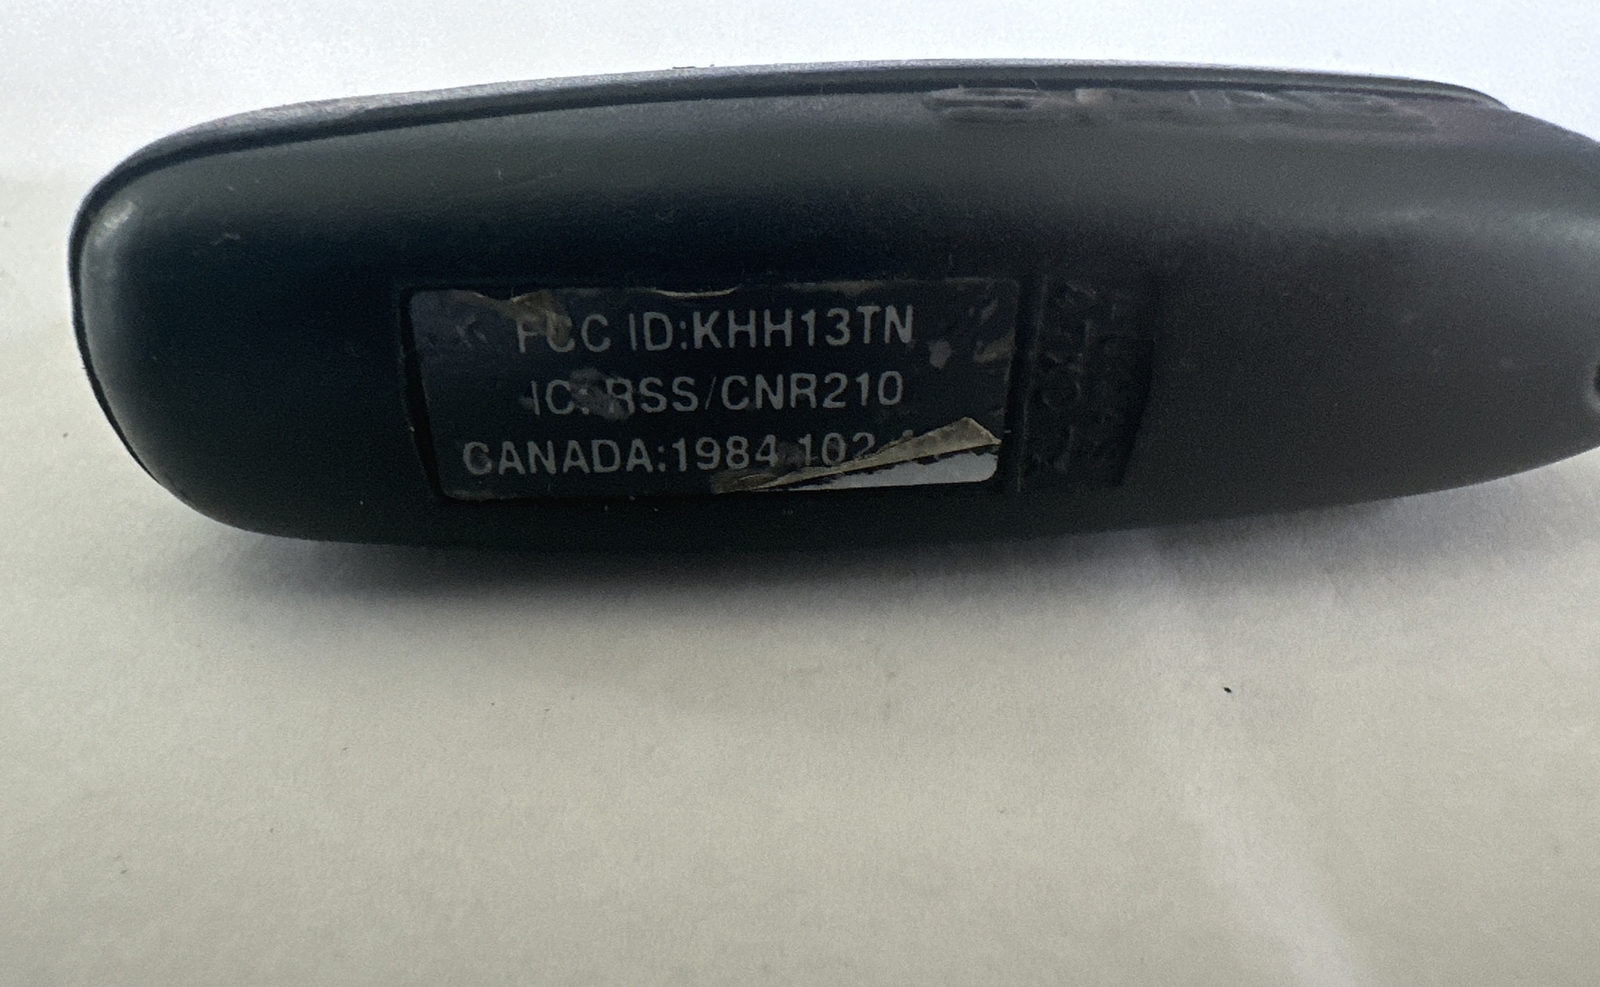 FCC ID:KHH13TN
IC: RSS/CNR210
CANADA:1984 102